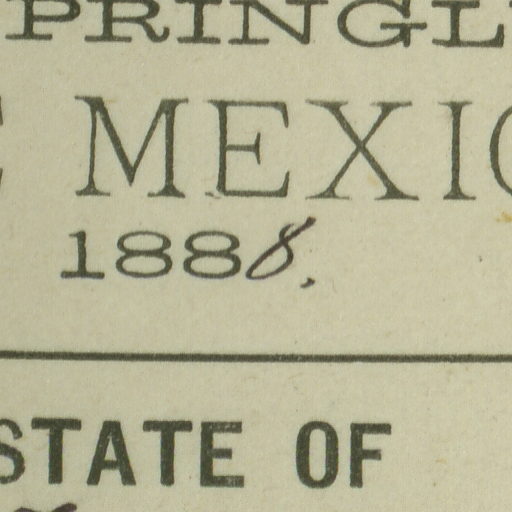 PRINGL
MEXIC
1888.
STATE OF